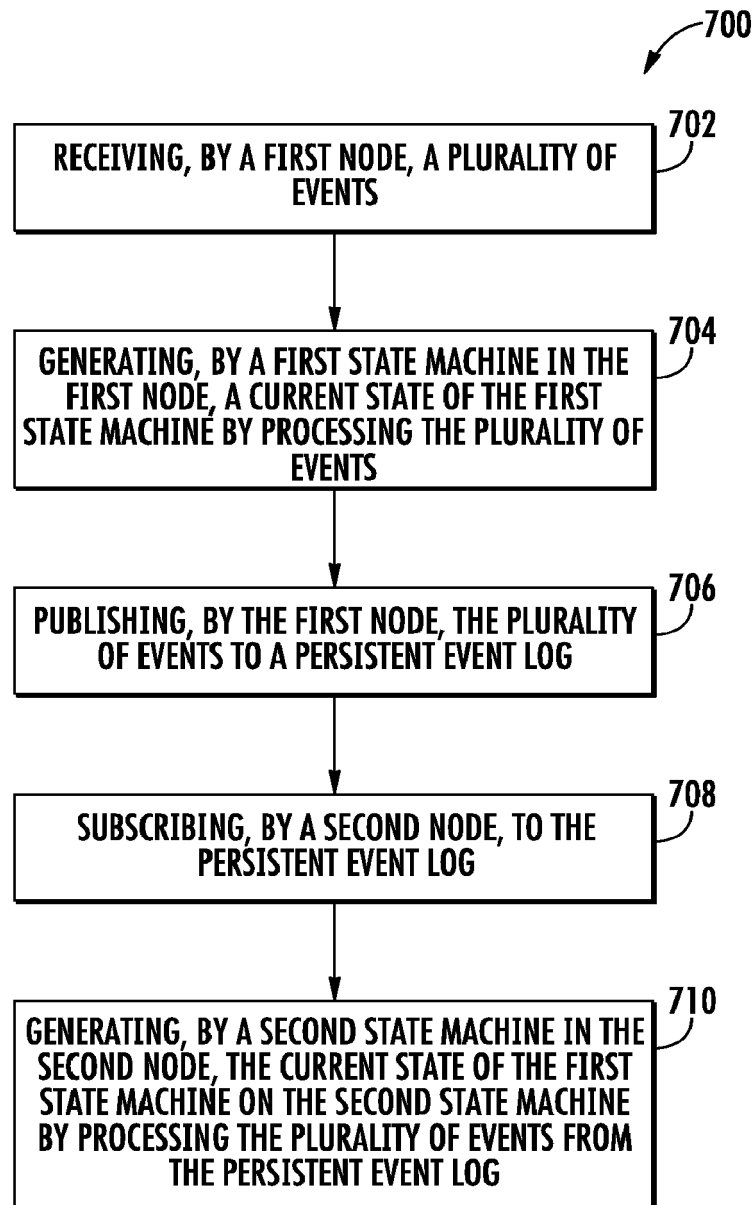 700
702
RECEIVING, BY A FIRST NODE, A PLURALITY OF
EVENTS
704
GENERATING, BY A FIRST STATE MACHINE IN THE
FIRST NODE, A CURRENT STATE OF THE FIRST
STATE MACHINE BY PROCESSING THE PLURALITY OF
EVENTS
706
PUBLISHING, BY THE FIRST NODE, THE PLURALITY
OF EVENTS TO A PERSISTENT EVENT LOG
708
SUBSCRIBING, BY A SECOND NODE, TO THE
PERSISTENT EVENT LOG
710
GENERATING, BY A SECOND STATE MACHINE IN THE
SECOND NODE, THE CURRENT STATE OF THE FIRST
STATE MACHINE ON THE SECOND STATE MACHINE
BY PROCESSING THE PLURALITY OF EVENTS FROM
THE PERSISTENT EVENT LOG